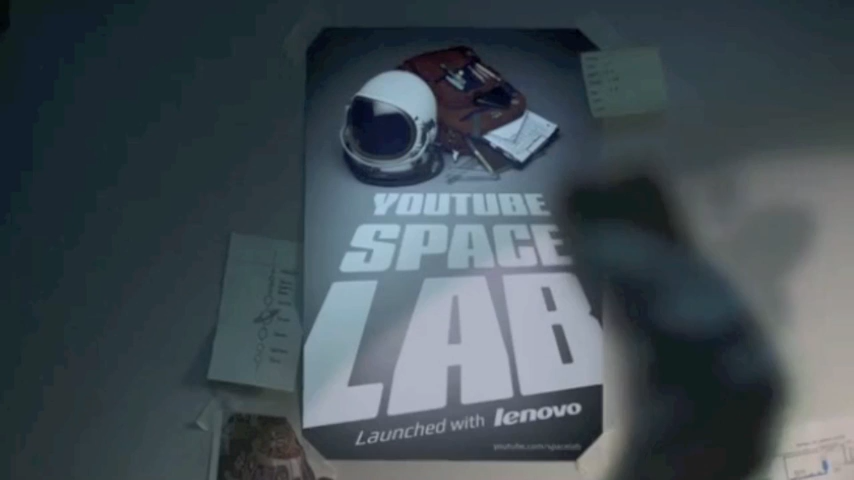 YOUTUBE
SPACE
LAB
Launched with lenovo
youtube.com/spacelab